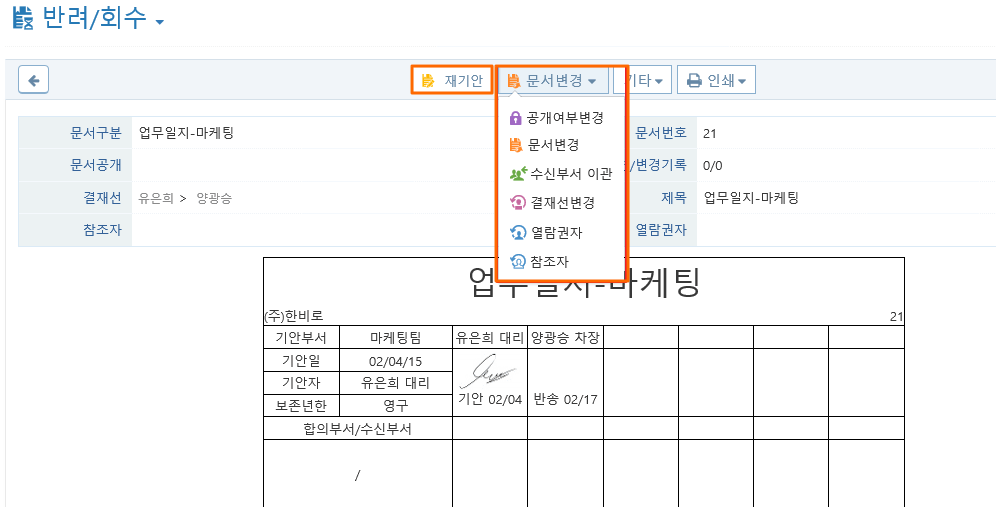 반려/회수
재기안 문서변경 기타 인쇄
공개여부변경
문서변경
수신부서 이관
결재선변경
열람권자
참조자
문서구분 업무일지-마케팅 문서번호 21
문서공개 /변경기록 0/0
결재선 유은희 > 양광승 제목 업무일지-마케팅
참조자 열람권자
업무일지-마케팅
(주)한비로 21
기안부서 마케팅팀 유은희 대리 양광승 차장
기안일 02/04/15
기안자 유은희 대리
기안 02/04 반송 02/17
보존년한 영구
합의부서/수신부서
/